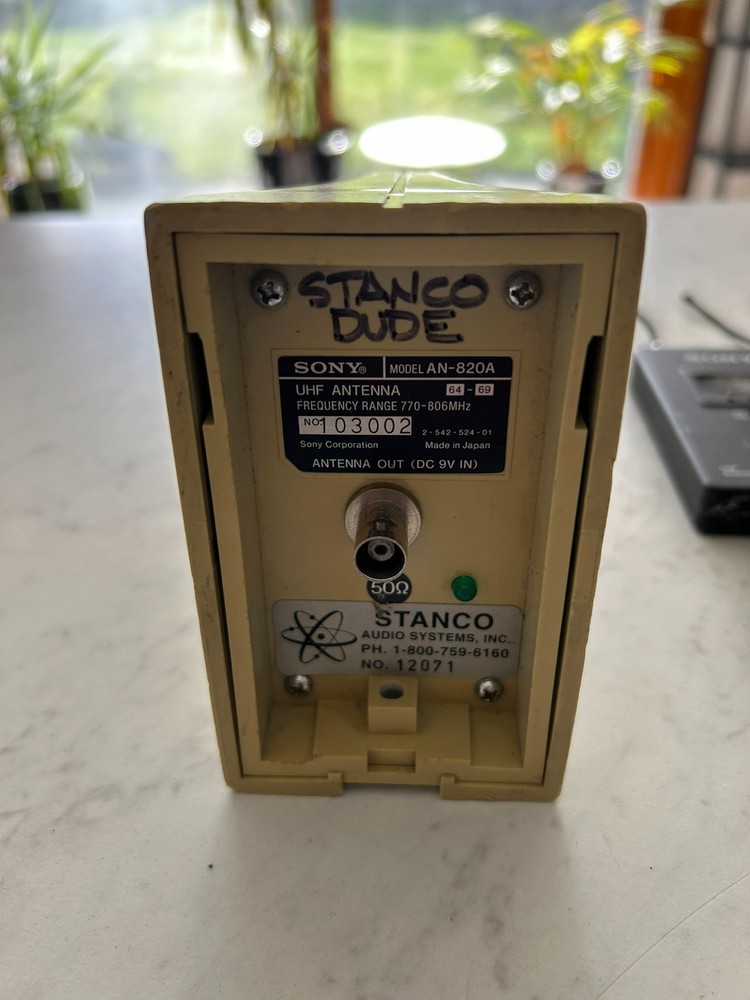 STANCO
DUDE
SONY® MODEL AN-820A
UHF ANTENNA 64 - 69
FREQUENCY RANGE 770-806MHz
NO. 103002 2-542-524-01
Sony Corporation Made in Japan
ANTENNA OUT (DC 9V IN)
50Ω
STANCO
AUDIO SYSTEMS, INC.
PH. 1-800-759-6160
NO. 12071